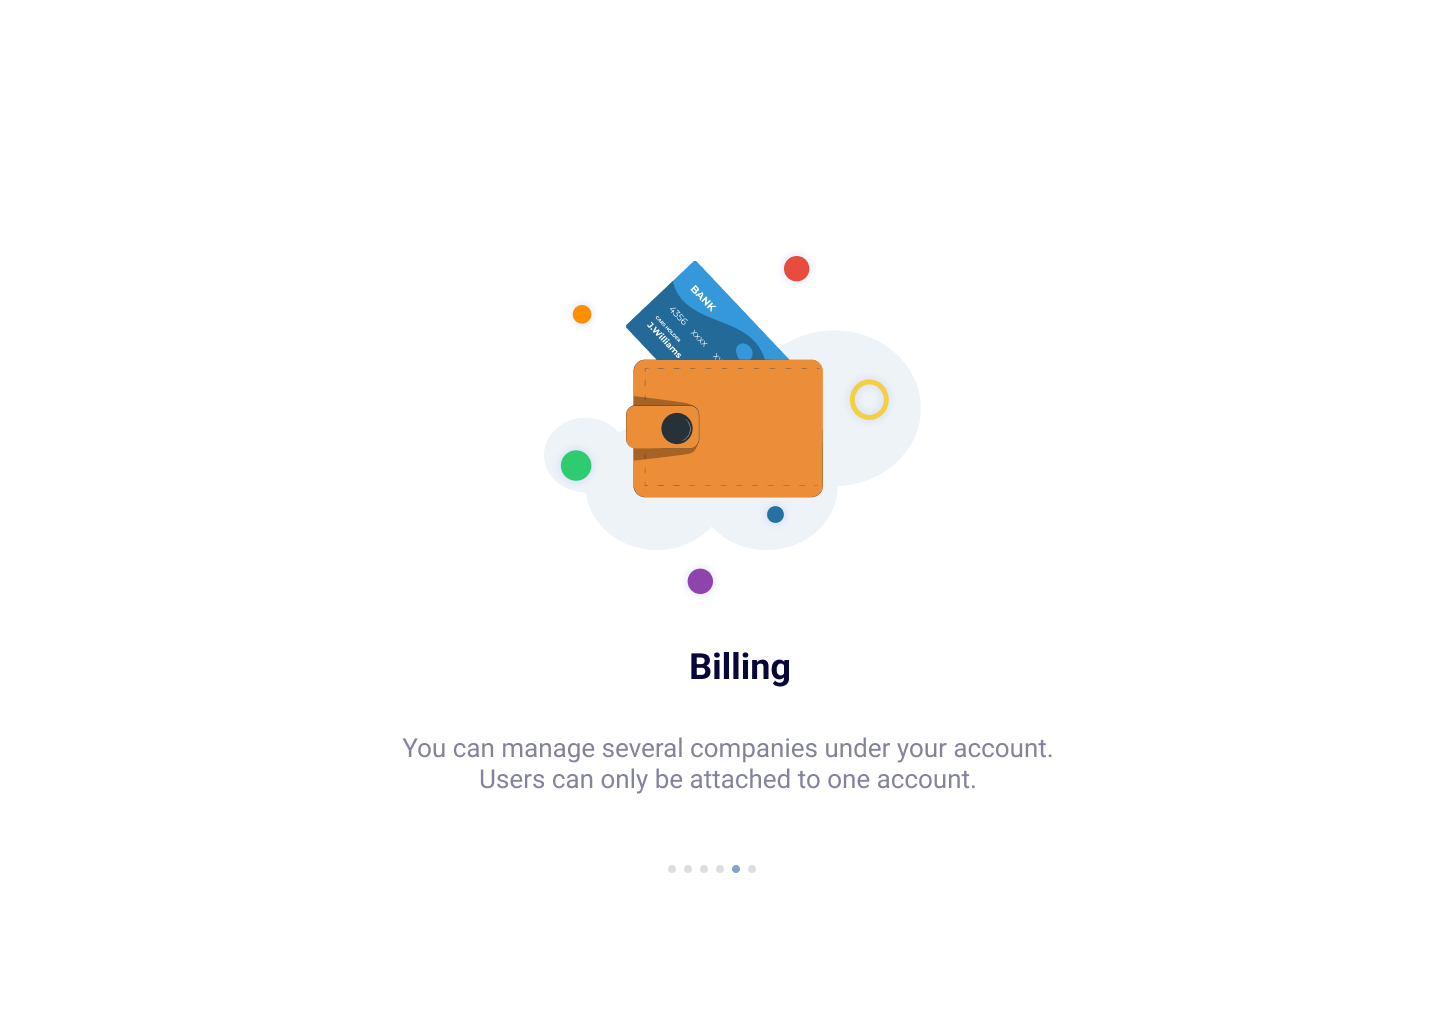 BANK
4356 XXXX
CARD HOLDER
J.Williams
Billing
You can manage several companies under your account.
Users can only be attached to one account.